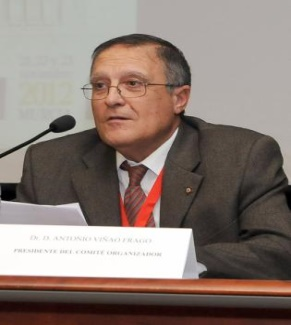 Dr. D. ANTONIO VIÑAO FRAGO
PRESIDENTE DEL COMITÉ ORGANIZADOR